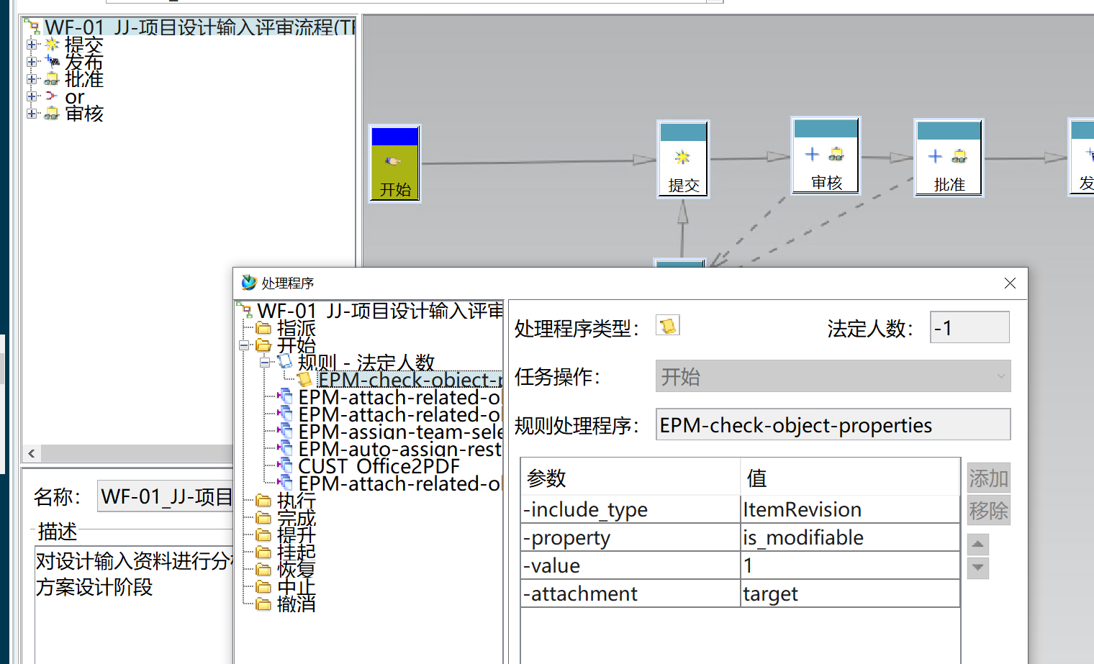 WF-01_JJ-项目设计输入评审流程(TF
提交
发布
批准
or
审核
开始
提交
审核
批准
发
处理程序
WF-01_JJ-项目设计输入评审
指派
开始
规则 - 法定人数
EPM-check-object-p
EPM-attach-related-o
EPM-attach-related-o
EPM-assign-team-sele
EPM-auto-assign-rest
CUST_Office2PDF
EPM-attach-related-o
执行
完成
提升
挂起
恢复
中止
撤消
处理程序类型:
法定人数: -1
任务操作: 开始
规则处理程序: EPM-check-object-properties
参数 值
-include_type ItemRevision
-property is_modifiable
-value 1
-attachment target
添加
移除
名称: WF-01_JJ-项目
描述
对设计输入资料进行分
方案设计阶段